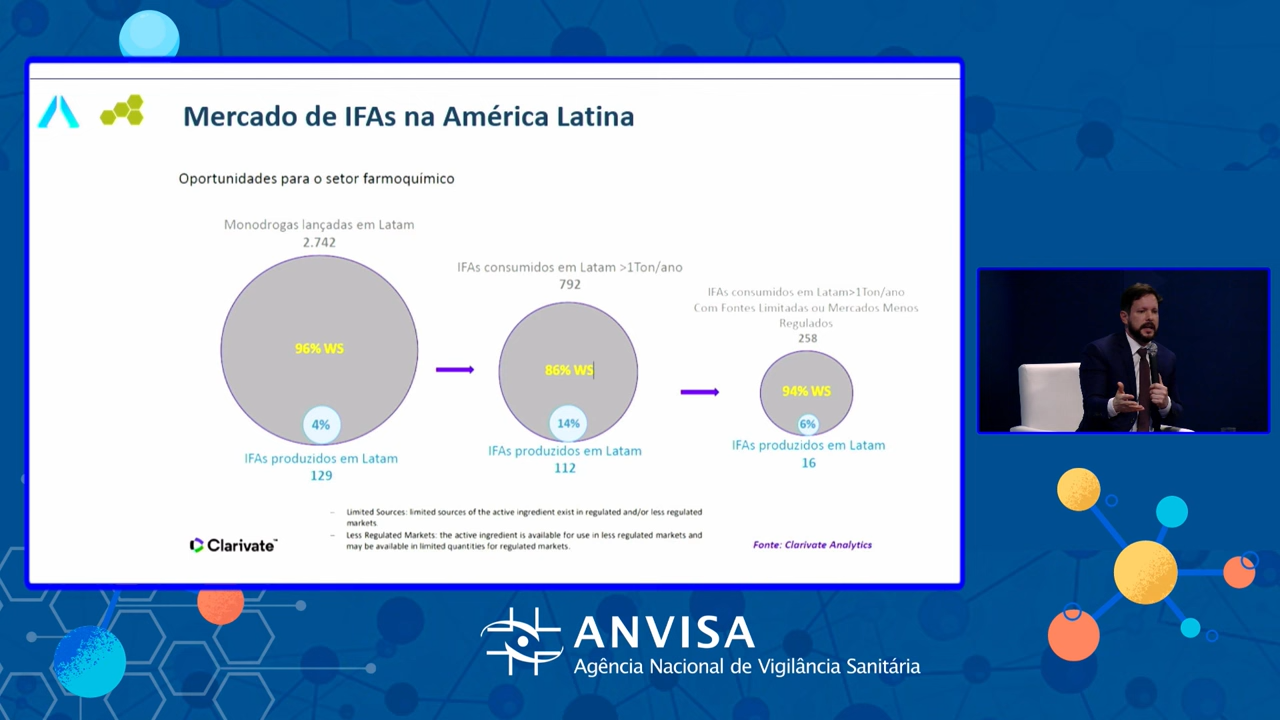 Mercado de IFAs na América Latina
Oportunidades para o setor farmoquímico
Monodrogas lançadas em Latam
2.742
96% WS
4%
IFAs produzidos em Latam
129
IFAs consumidos em Latam >1Ton/ano
792
86% WS
14%
IFAs produzidos em Latam
112
IFAs consumidos em Latam>1Ton/ano
Com Fontes Limitadas ou Mercados Menos
Regulados
258
94% WS
6%
IFAs produzidos em Latam
16
– Limited Sources: limited sources of the active ingredient exist in regulated and/or less regulated
markets.
– Less Regulated Markets: the active ingredient is available for use in less regulated markets and
may be available in limited quantities for regulated markets.
Clarivate™
Fonte: Clarivate Analytics
ANVISA
Agência Nacional de Vigilância Sanitária